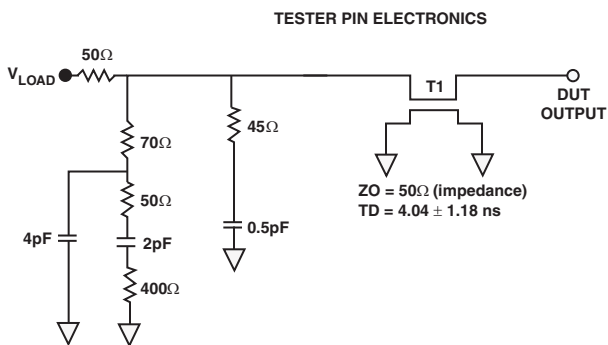 TESTER PIN ELECTRONICS
50Ω
VLOAD
T1
DUT
OUTPUT
70Ω
45Ω
50Ω
4pF
2pF
0.5pF
400Ω
ZO = 50Ω (impedance)
TD = 4.04 ± 1.18 ns